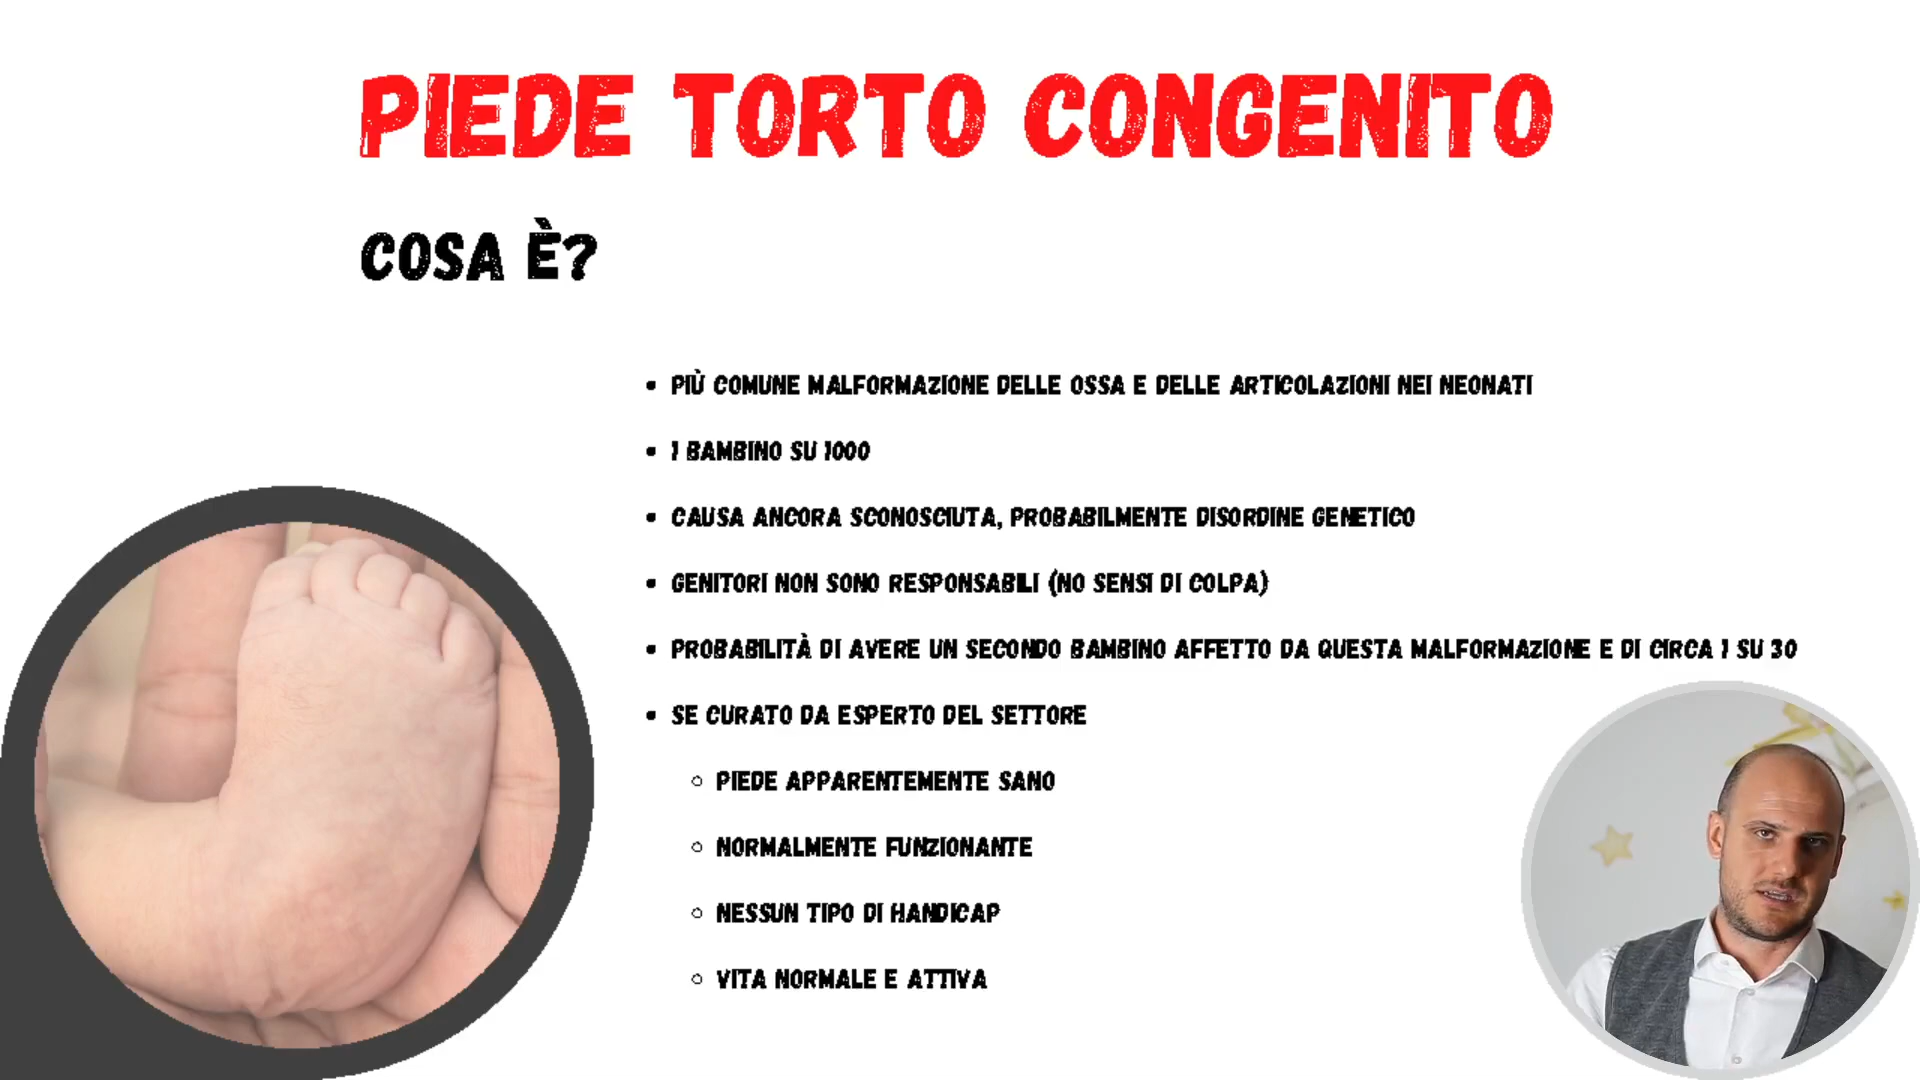 PIEDE TORTO CONGENITO
COSA È?
• PIÙ COMUNE MALFORMAZIONE DELLE OSSA E DELLE ARTICOLAZIONI NEI NEONATI
• 1 BAMBINO SU 1000
• CAUSA ANCORA SCONOSCIUTA, PROBABILMENTE DISORDINE GENETICO
• GENITORI NON SONO RESPONSABILI (NO SENSI DI COLPA)
• PROBABILITÀ DI AVERE UN SECONDO BAMBINO AFFETTO DA QUESTA MALFORMAZIONE E DI CIRCA 1 SU 30
• SE CURATO DA ESPERTO DEL SETTORE
○ PIEDE APPARENTEMENTE SANO
○ NORMALMENTE FUNZIONANTE
○ NESSUN TIPO DI HANDICAP
○ VITA NORMALE E ATTIVA